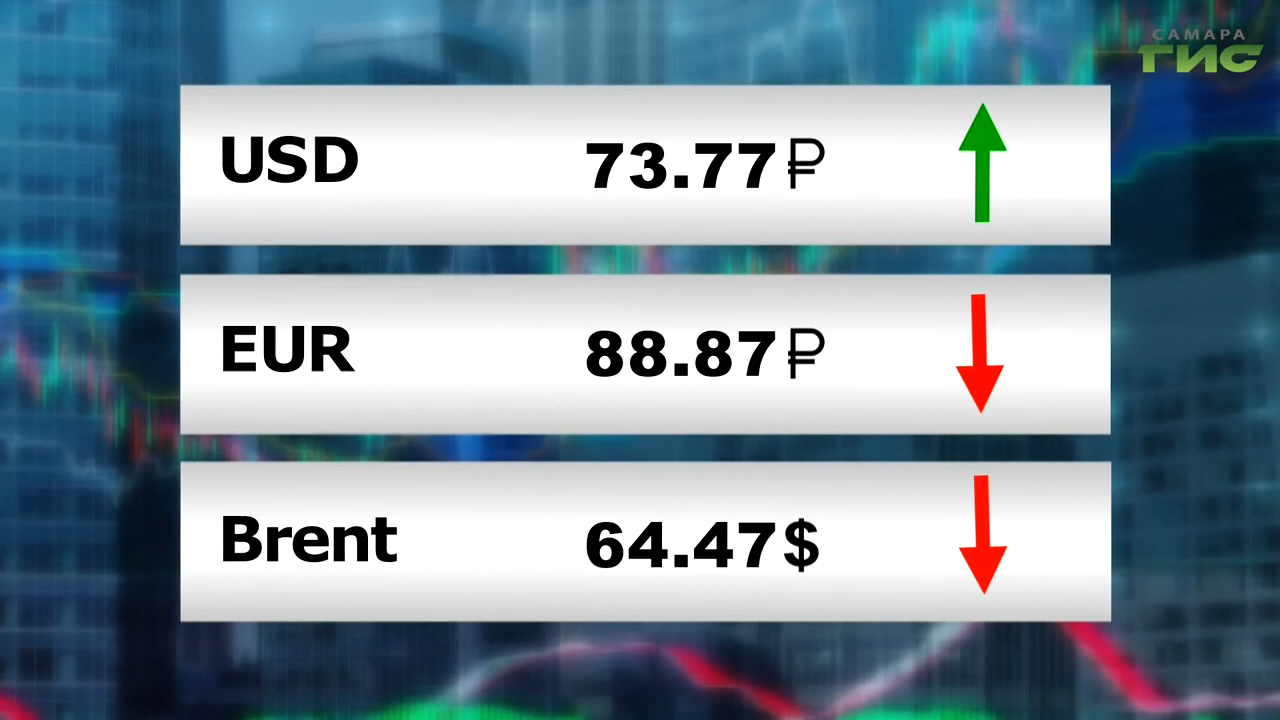 САМАРА
ГИС
USD 73.77 ₽
EUR 88.87 ₽
Brent 64.47 $